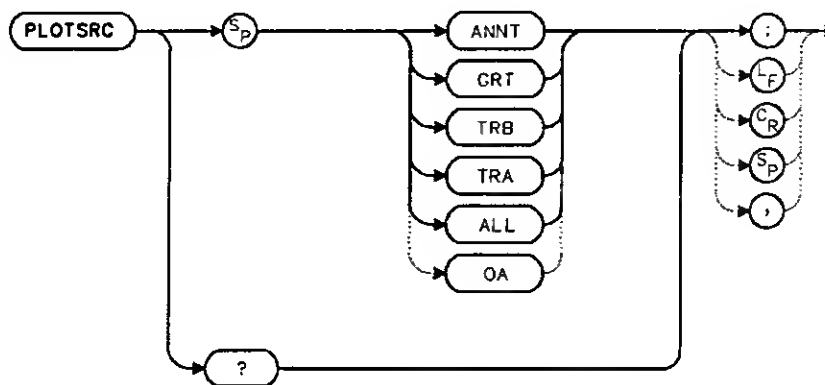 PLOTSRC
SP
ANNT
GRT
TRB
TRA
ALL
OA
?
;
LF
CR
SP
,